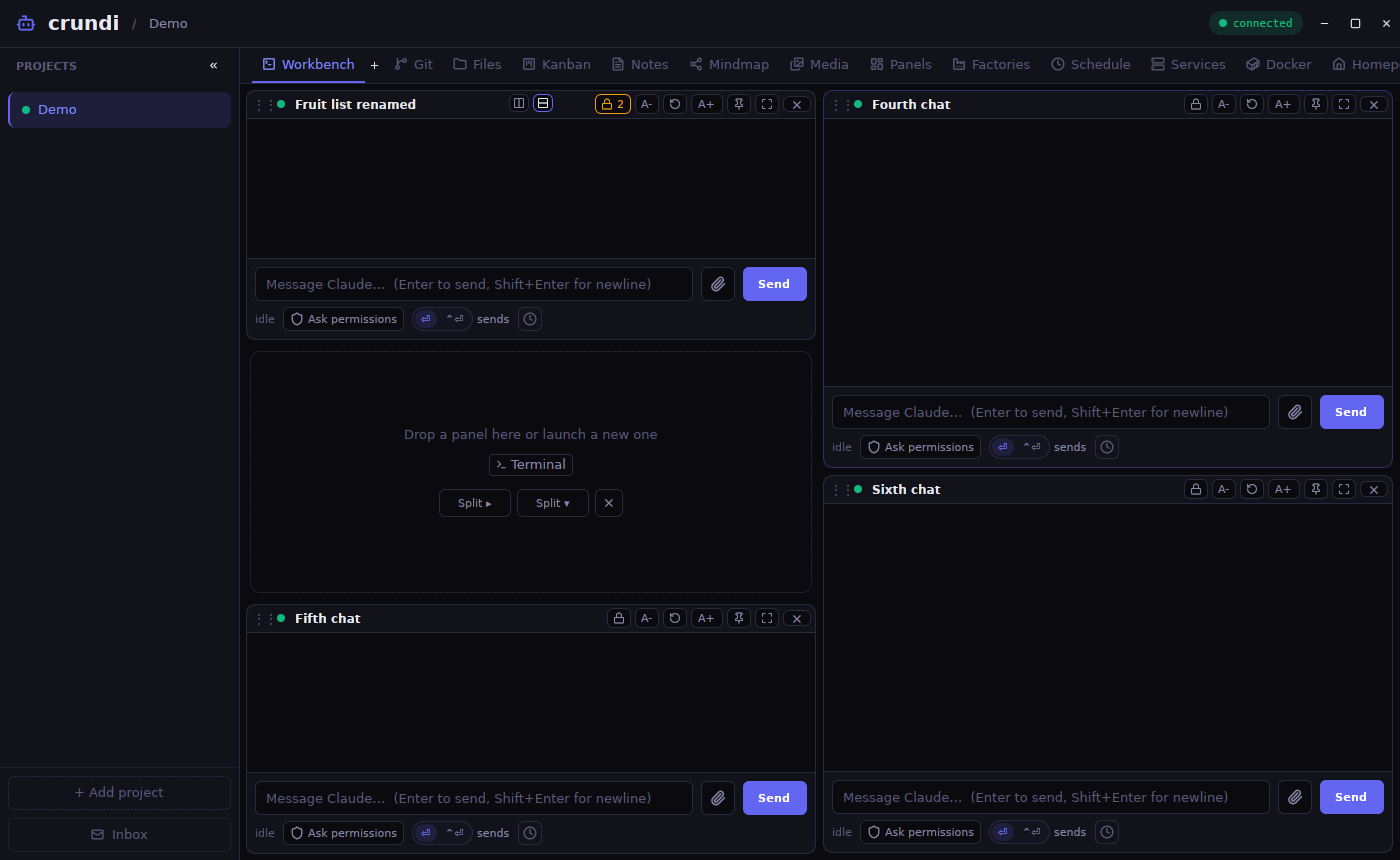 crundi / Demo
connected
PROJECTS «
Demo
+ Add project
Inbox
Workbench + Git Files Kanban Notes Mindmap Media Panels Factories Schedule Services Docker Homep
Fruit list renamed 2 A- A+
Message Claude… (Enter to send, Shift+Enter for newline) Send
idle Ask permissions ⏎ ⌃⏎ sends
Drop a panel here or launch a new one
Terminal
Split ▸ Split ▾ ×
Fifth chat A- A+
Message Claude… (Enter to send, Shift+Enter for newline) Send
idle Ask permissions ⏎ ⌃⏎ sends
Fourth chat A- A+
Message Claude… (Enter to send, Shift+Enter for newline) Send
idle Ask permissions ⏎ ⌃⏎ sends
Sixth chat A- A+
Message Claude… (Enter to send, Shift+Enter for newline) Send
idle Ask permissions ⏎ ⌃⏎ sends